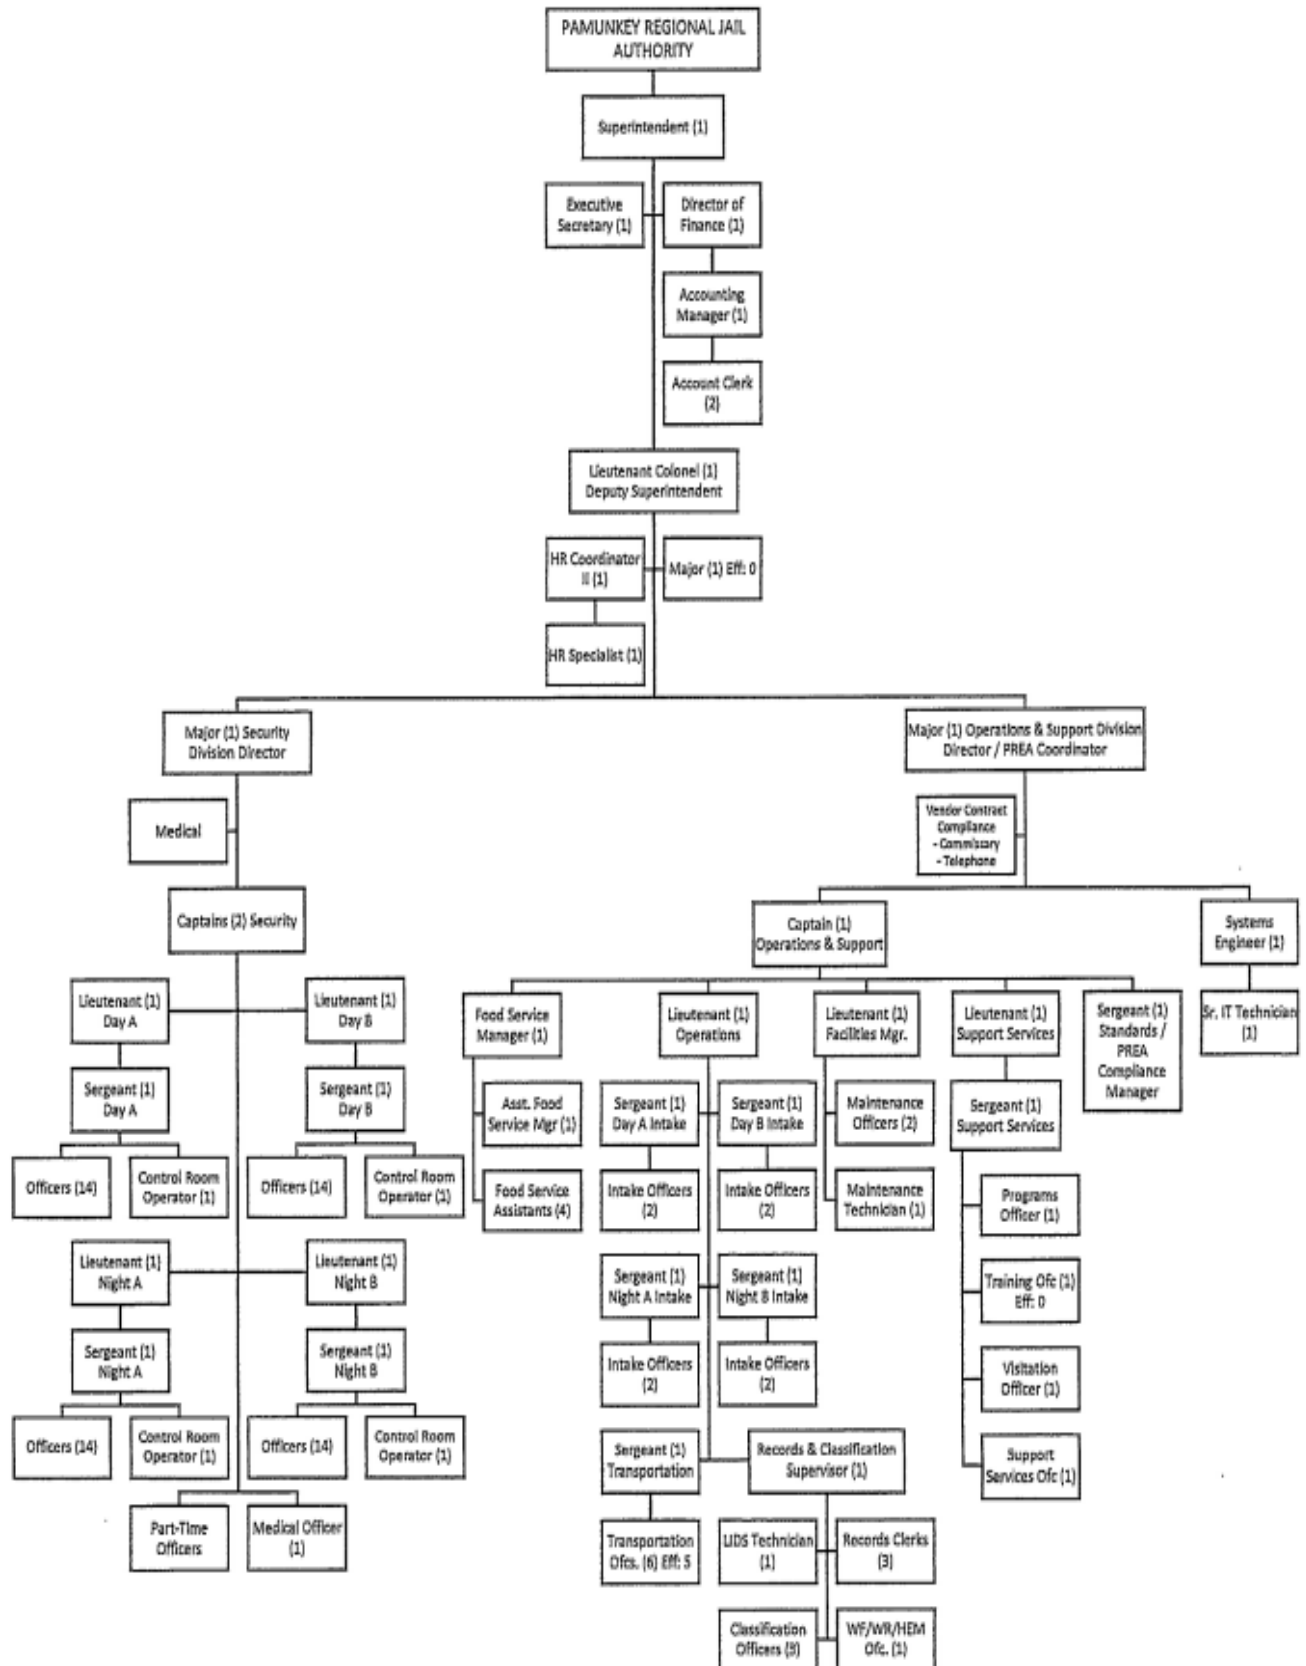 PAMUNKEY REGIONAL JAIL
AUTHORITY
Superintendent (1)
Executive
Secretary (1)
Director of
Finance (1)
Accounting
Manager (1)
Account Clerk
(2)
Lieutenant Colonel (1)
Deputy Superintendent
HR Coordinator
II (1)
Major (1) Eff: 0
HR Specialist (1)
Major (1) Security
Division Director
Major (1) Operations & Support Division
Director / PREA Coordinator
Medical
Vendor Contract
Compliance
- Commissary
- Telephone
Captains (2) Security
Captain (1)
Operations & Support
Systems
Engineer (1)
Sr. IT Technician
(1)
Lieutenant (1)
Day A
Lieutenant (1)
Day B
Sergeant (1)
Day A
Sergeant (1)
Day B
Officers (14)
Control Room
Operator (1)
Officers (14)
Control Room
Operator (1)
Lieutenant (1)
Night A
Lieutenant (1)
Night B
Sergeant (1)
Night A
Sergeant (1)
Night B
Officers (14)
Control Room
Operator (1)
Officers (14)
Control Room
Operator (1)
Part-Time
Officers
Medical Officer
(1)
Food Service
Manager (1)
Asst. Food
Service Mgr (1)
Food Service
Assistants (4)
Lieutenant (1)
Operations
Sergeant (1)
Day A Intake
Sergeant (1)
Day B Intake
Intake Officers
(2)
Intake Officers
(2)
Sergeant (1)
Night A Intake
Sergeant (1)
Night B Intake
Intake Officers
(2)
Intake Officers
(2)
Sergeant (1)
Transportation
Records & Classification
Supervisor (1)
Transportation
Ofcs. (6) Eff: 5
LIDS Technician
(1)
Records Clerks
(3)
Classification
Officers (3)
WF/WR/HEM
Ofc. (1)
Lieutenant (1)
Facilities Mgr.
Maintenance
Officers (2)
Maintenance
Technician (1)
Lieutenant (1)
Support Services
Sergeant (1)
Support Services
Programs
Officer (1)
Training Ofc (1)
Eff: 0
Visitation
Officer (1)
Support
Services Ofc (1)
Sergeant (1)
Standards /
PREA
Compliance
Manager